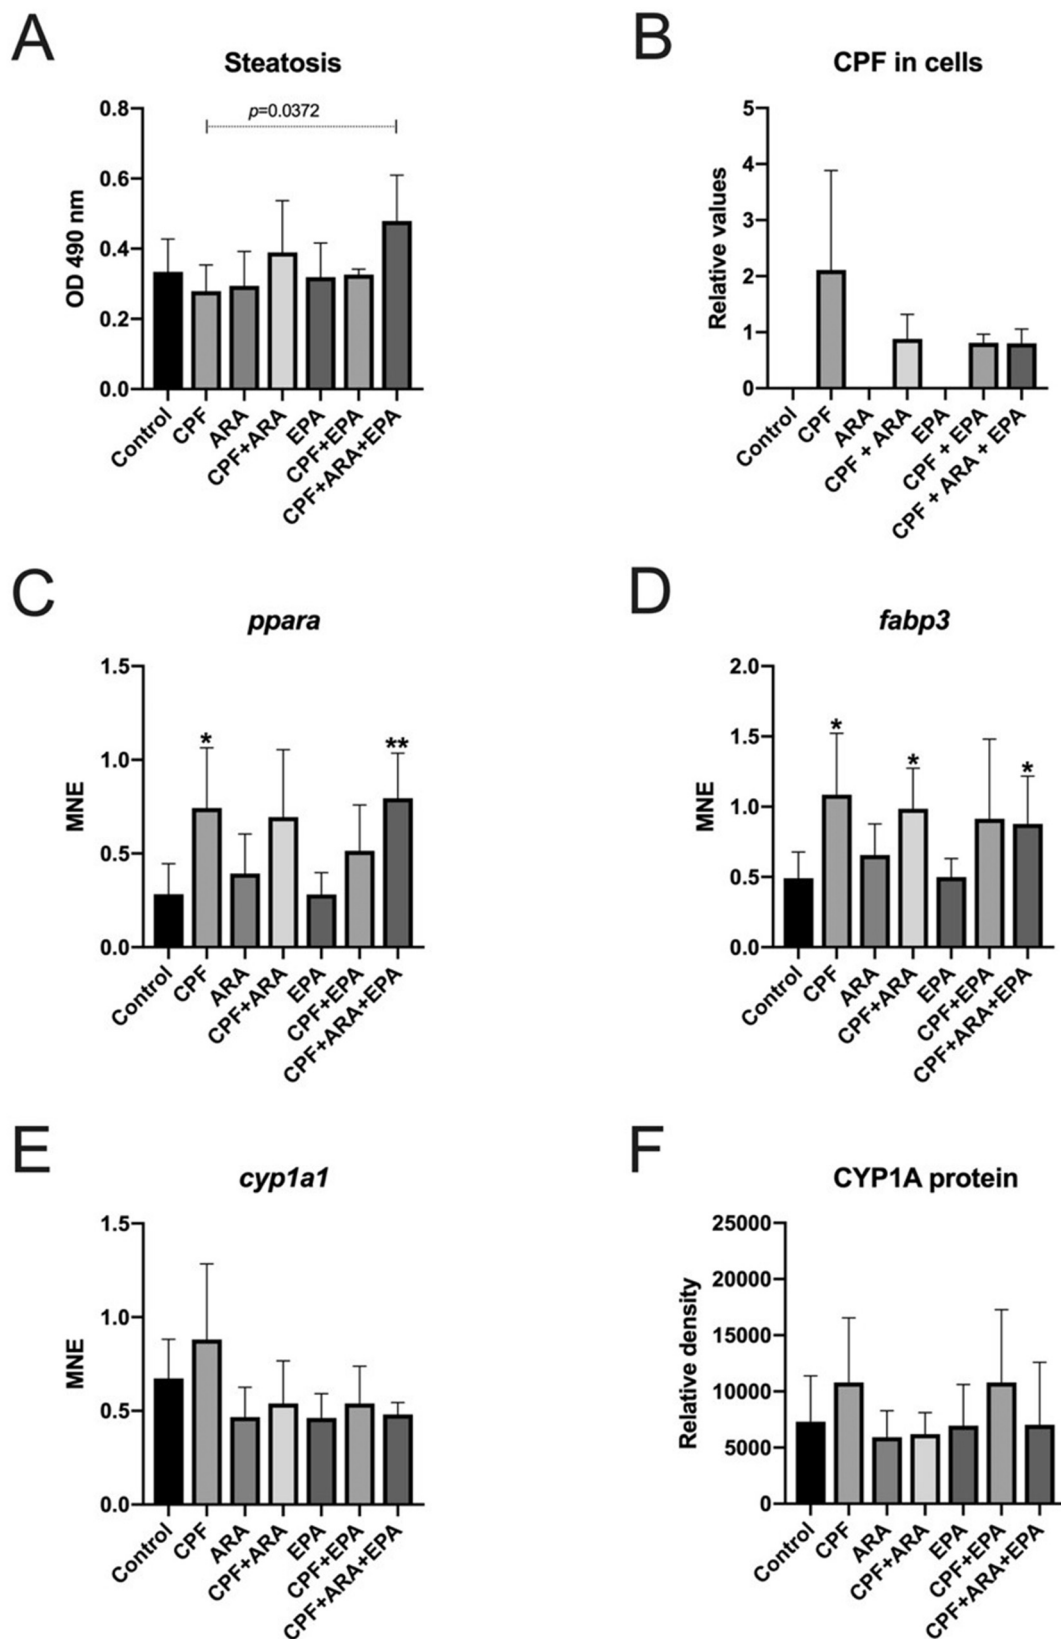 A
Steatosis
p=0.0372
OD 490 nm
0.8
0.6
0.4
0.2
0.0
Control
CPF
ARA
CPF+ARA
EPA
CPF+EPA
CPF+ARA+EPA
B
CPF in cells
Relative values
5
4
3
2
1
0
Control
CPF
ARA
CPF + ARA
EPA
CPF + EPA
CPF + ARA + EPA
C
ppara
MNE
1.5
1.0
0.5
0.0
*
**
Control
CPF
ARA
CPF+ARA
EPA
CPF+EPA
CPF+ARA+EPA
D
fabp3
MNE
2.0
1.5
1.0
0.5
0.0
*
*
*
Control
CPF
ARA
CPF+ARA
EPA
CPF+EPA
CPF+ARA+EPA
E
cyp1a1
MNE
1.5
1.0
0.5
0.0
Control
CPF
ARA
CPF+ARA
EPA
CPF+EPA
CPF+ARA+EPA
F
CYP1A protein
Relative density
25000
20000
15000
10000
5000
0
Control
CPF
ARA
CPF+ARA
EPA
CPF+EPA
CPF+ARA+EPA